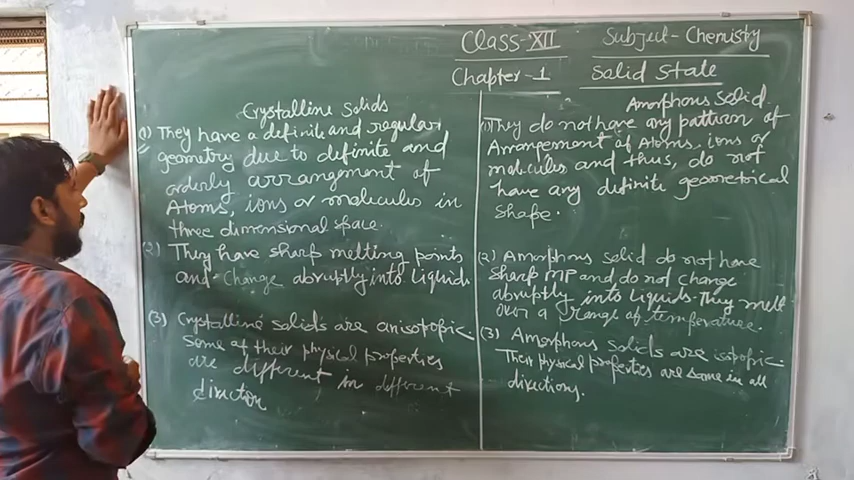 Class-XII Subject-Chemistry
Chapter-1 Solid State
Crystalline Solids
(1) They have a definite and regular
geometry due to definite and
orderly arrangement of
Atoms, ions or molecules in
three dimensional space.
(2) They have sharp melting points
and change abruptly into liquids
(3) Crystalline solids are anisotropic.
Some of their physical properties
are different in different
direction
Amorphous Solid.
(1) They do not have any pattern of
Arrangement of Atoms, ions or
molecules and thus, do not
have any definite geometrical
shape.
(2) Amorphous solid do not have
sharp MP and do not change
abruptly into liquids. They melt
over a range of temperature.
(3) Amorphous solids are isotropic.
Their physical properties are same in all
directions.